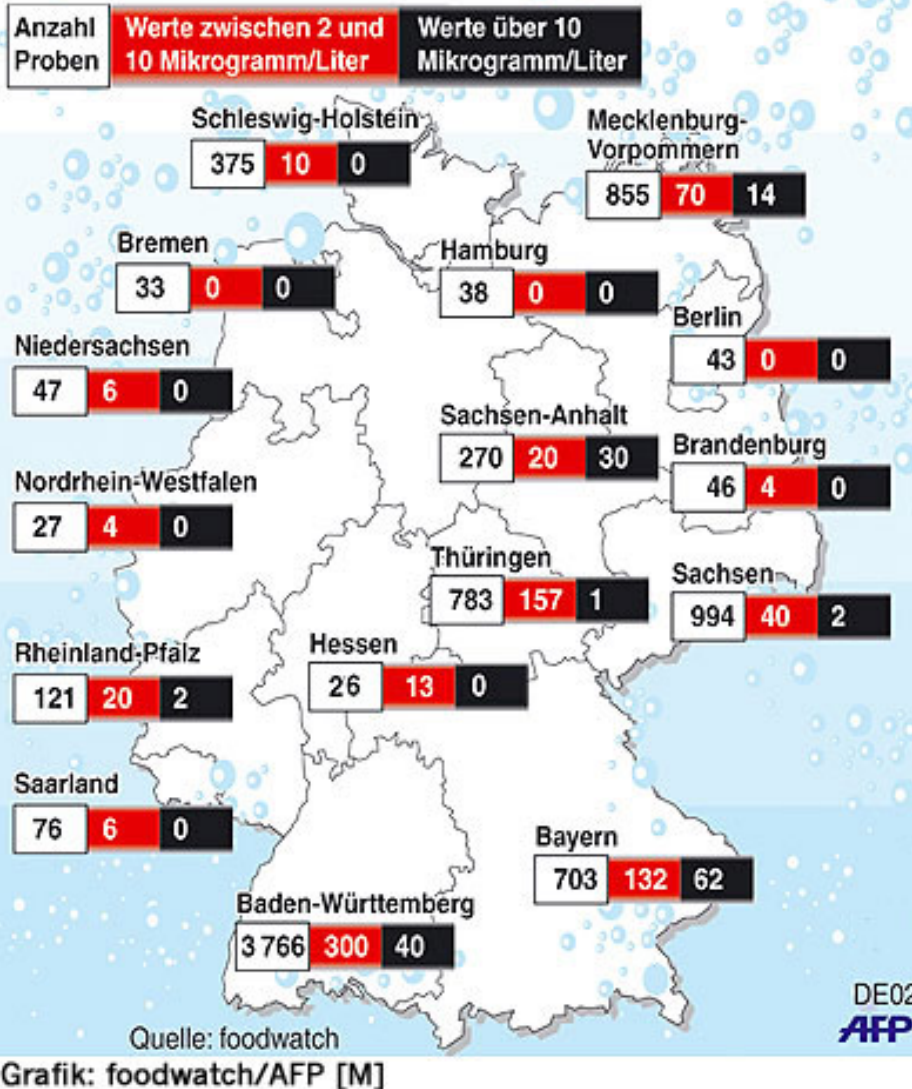 Anzahl Proben
Werte zwischen 2 und 10 Mikrogramm/Liter
Werte über 10 Mikrogramm/Liter
Schleswig-Holstein
375 10 0
Mecklenburg-
Vorpommern
855 70 14
Bremen
33 0 0
Hamburg
38 0 0
Berlin
43 0 0
Niedersachsen
47 6 0
Sachsen-Anhalt
270 20 30
Brandenburg
46 4 0
Nordrhein-Westfalen
27 4 0
Thüringen
783 157 1
Sachsen
994 40 2
Rheinland-Pfalz
121 20 2
Hessen
26 13 0
Saarland
76 6 0
Bayern
703 132 62
Baden-Württemberg
3 766 300 40
DE02
Quelle: foodwatch
AFP
Grafik: foodwatch/AFP [M]